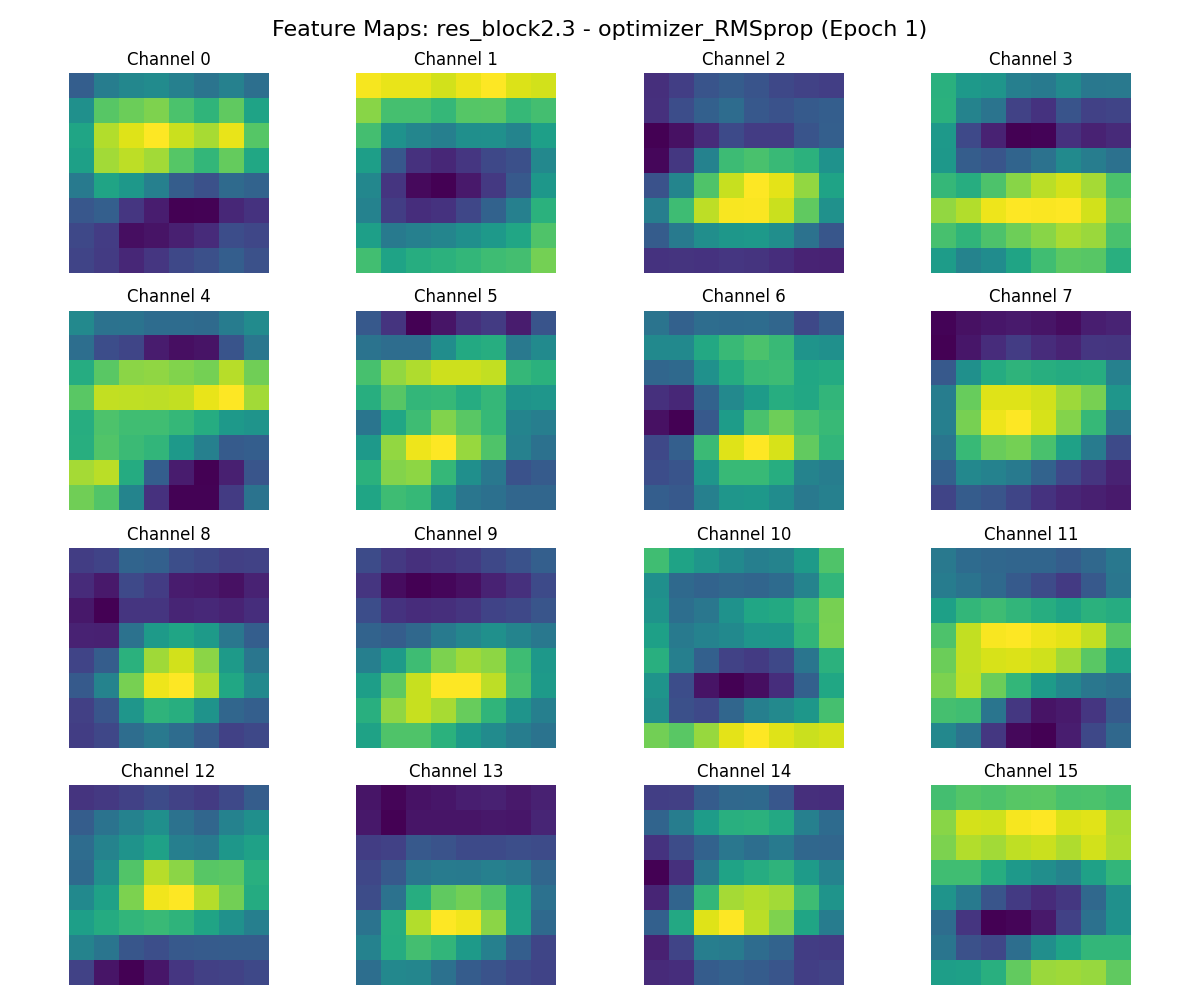 Feature Maps: res_block2.3 - optimizer_RMSprop (Epoch 1)
Channel 0
Channel 1
Channel 2
Channel 3
Channel 4
Channel 5
Channel 6
Channel 7
Channel 8
Channel 9
Channel 10
Channel 11
Channel 12
Channel 13
Channel 14
Channel 15